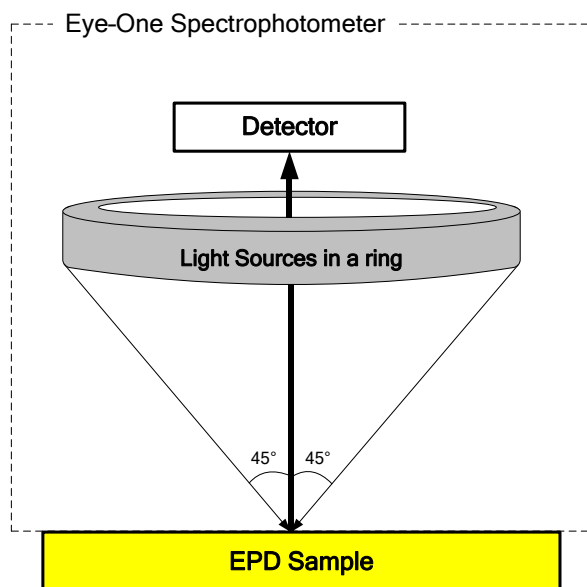 Eye-One Spectrophotometer
Detector
Light Sources in a ring
45° 45°
EPD Sample